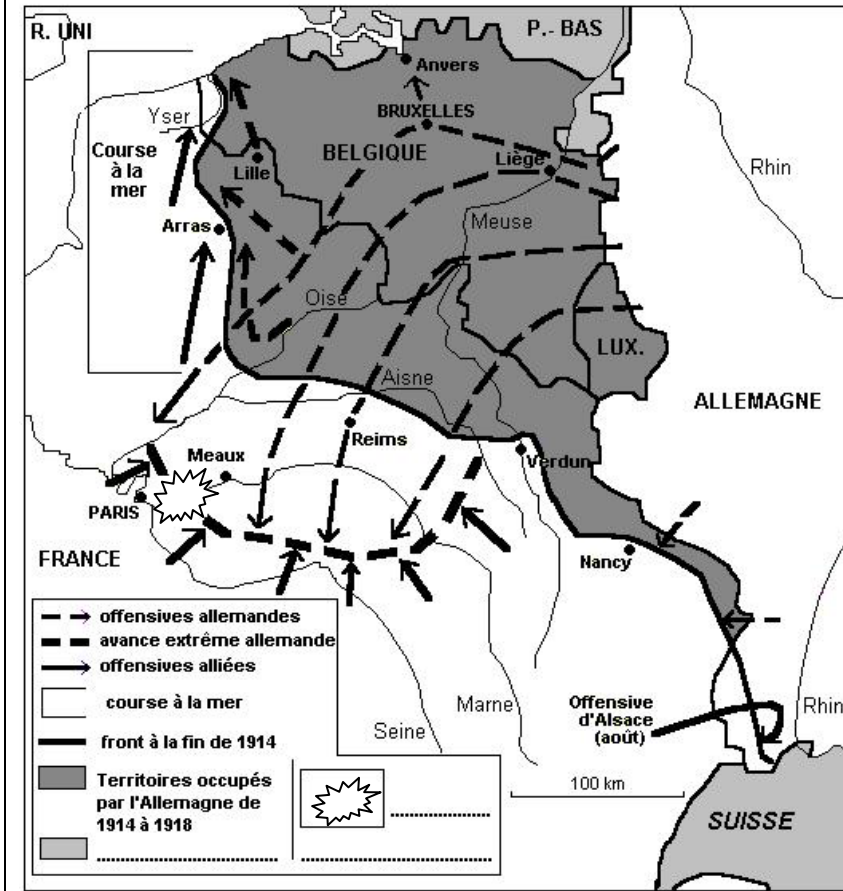 R. UNI
P.- BAS
Anvers
Yser
BRUXELLES
Course
à la
mer
BELGIQUE
Liège
Lille
Rhin
Meuse
Arras
Oise
LUX.
Aisne
ALLEMAGNE
Reims
Meaux
Verdun
PARIS
FRANCE
Nancy
offensives allemandes
avance extrême allemande
offensives alliées
course à la mer
front à la fin de 1914
Territoires occupés
par l'Allemagne de
1914 à 1918
....................
....................
....................
Marne
Seine
Offensive
d'Alsace
(août)
Rhin
100 km
SUISSE